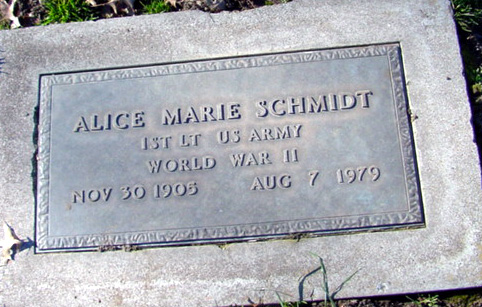 ALICE MARIE SCHMIDT
1ST LT US ARMY
WORLD WAR II
NOV 30 1905 AUG 7 1979